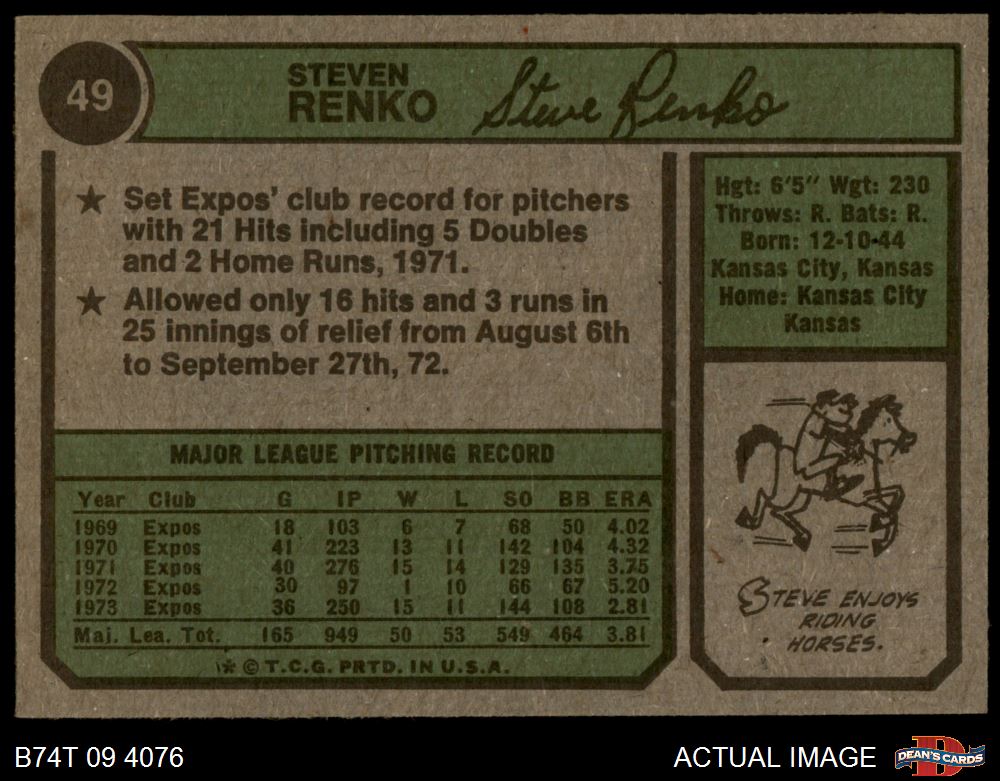 49
STEVEN
RENKO
Steve Renko
★ Set Expos' club record for pitchers
with 21 Hits including 5 Doubles
and 2 Home Runs, 1971.
★ Allowed only 16 hits and 3 runs in
25 innings of relief from August 6th
to September 27th, 72.
Hgt: 6'5" Wgt: 230
Throws: R. Bats: R.
Born: 12-10-44
Kansas City, Kansas
Home: Kansas City
Kansas
MAJOR LEAGUE PITCHING RECORD
Year Club G IP W L SO BB ERA
1969 Expos 18 103 6 7 68 50 4.02
1970 Expos 41 223 13 11 142 104 4.32
1971 Expos 40 276 15 14 129 135 3.75
1972 Expos 30 97 1 10 66 67 5.20
1973 Expos 36 250 15 11 144 108 2.81
Maj. Lea. Tot. 165 949 50 53 549 464 3.81
* © T.C.G. PRTD. IN U.S.A.
STEVE ENJOYS
RIDING
HORSES.
B74T 09 4076
ACTUAL IMAGE
D
DEAN'S CARDS